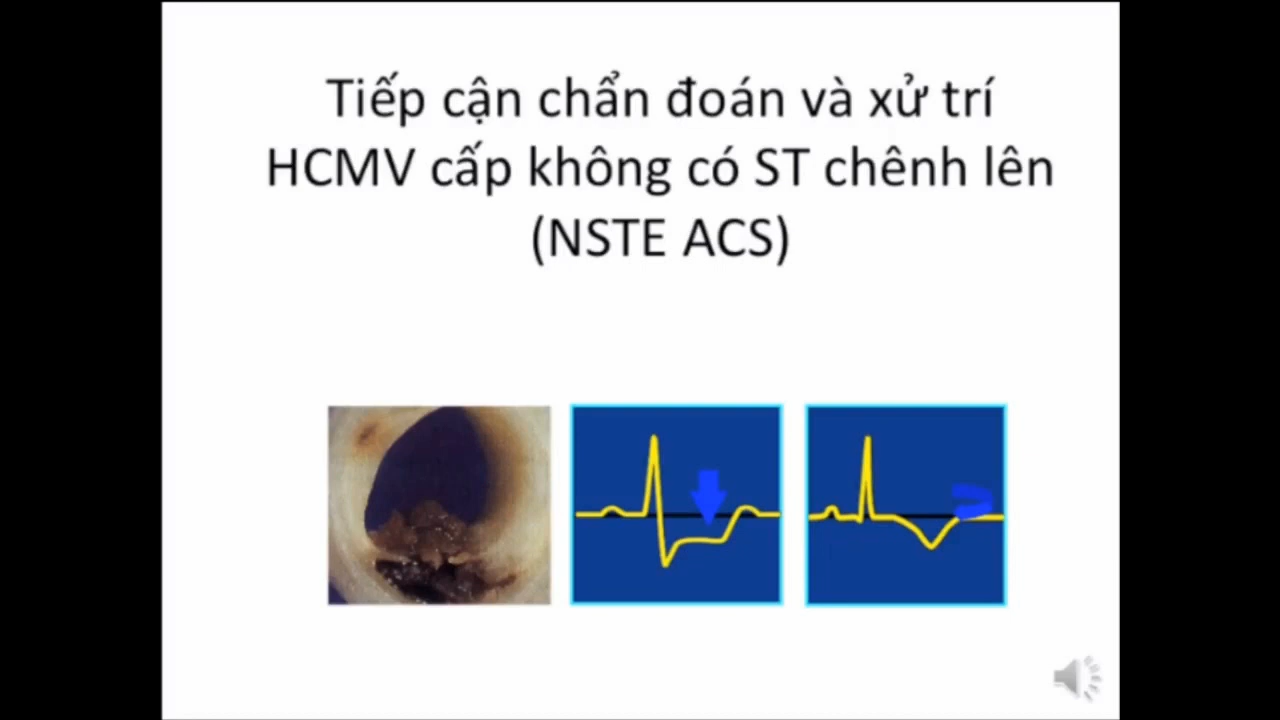 Tiếp cận chẩn đoán và xử trí
HCMV cấp không có ST chênh lên
(NSTE ACS)